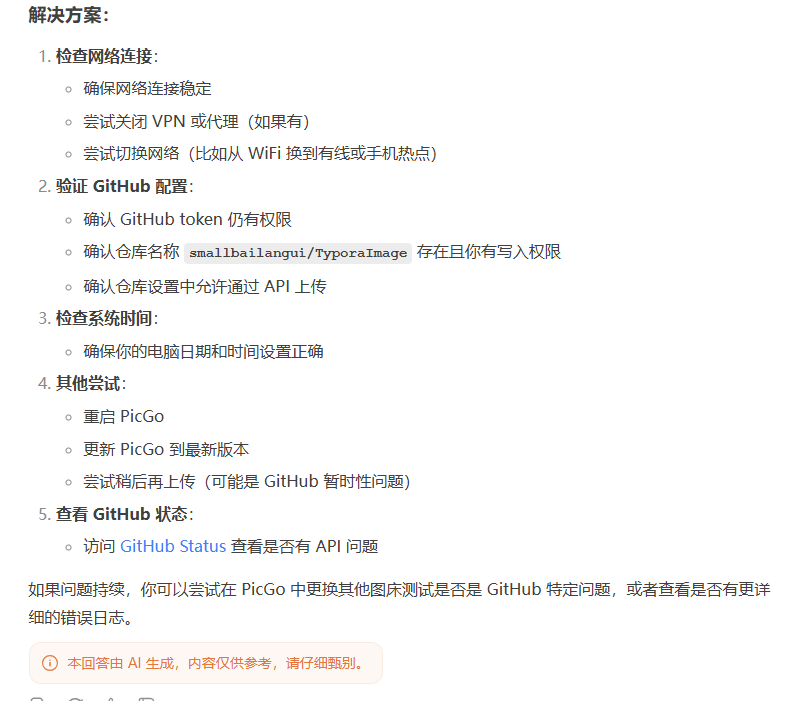 解决方案：
1. 检查网络连接：
确保网络连接稳定
尝试关闭 VPN 或代理（如果有）
尝试切换网络（比如从 WiFi 换到有线或手机热点）
2. 验证 GitHub 配置：
确认 GitHub token 仍有权限
确认仓库名称 smallbailangui/TyporaImage 存在且你有写入权限
确认仓库设置中允许通过 API 上传
3. 检查系统时间：
确保你的电脑日期和时间设置正确
4. 其他尝试：
重启 PicGo
更新 PicGo 到最新版本
尝试稍后再上传（可能是 GitHub 暂时性问题）
5. 查看 GitHub 状态：
访问 GitHub Status 查看是否有 API 问题
如果问题持续，你可以尝试在 PicGo 中更换其他图床测试是否是 GitHub 特定问题，或者查看是否有更详
细的错误日志。
本回答由 AI 生成，内容仅供参考，请仔细甄别。